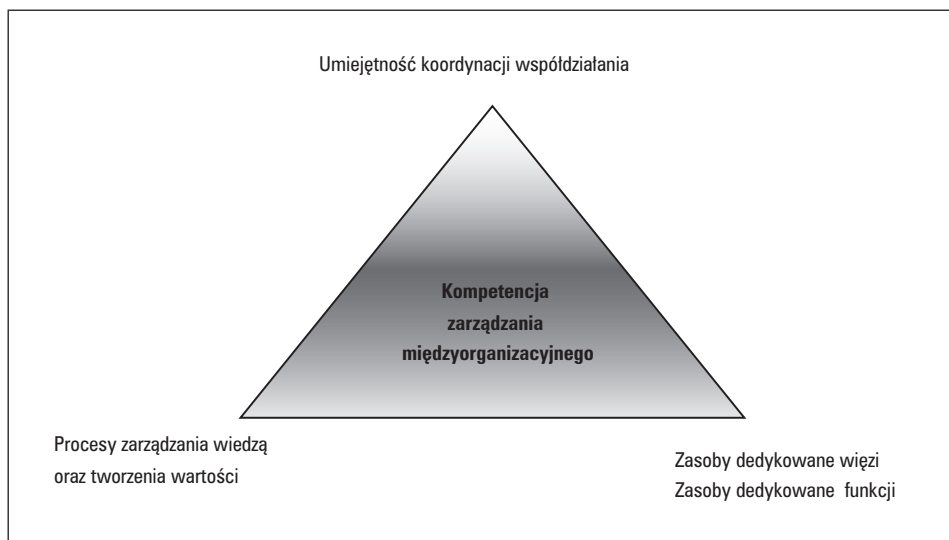 Umiejętność koordynacji współdziałania
Kompetencja
zarządzania
międzyorganizacyjnego
Procesy zarządzania wiedzą
oraz tworzenia wartości
Zasoby dedykowane więzi
Zasoby dedykowane funkcji